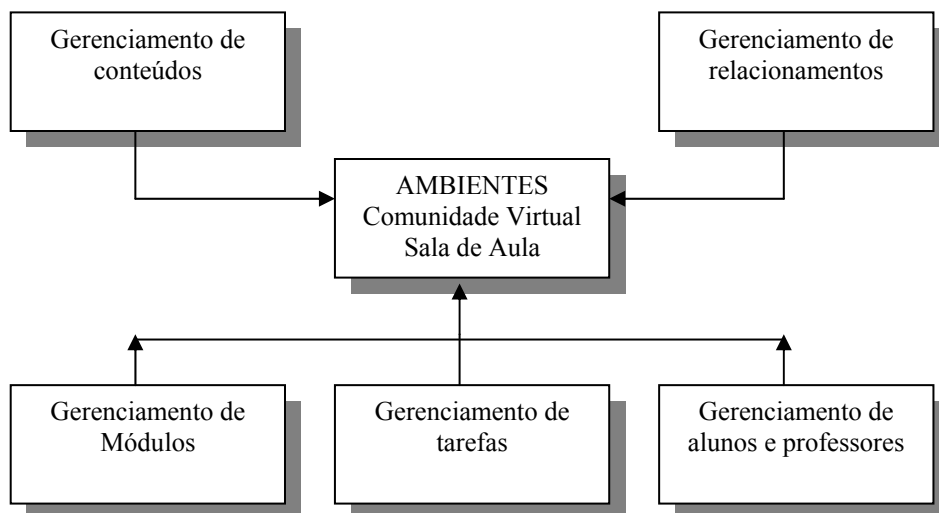 Gerenciamento de
conteúdos
Gerenciamento de
relacionamentos
AMBIENTES
Comunidade Virtual
Sala de Aula
Gerenciamento de
Módulos
Gerenciamento de
tarefas
Gerenciamento de
alunos e professores